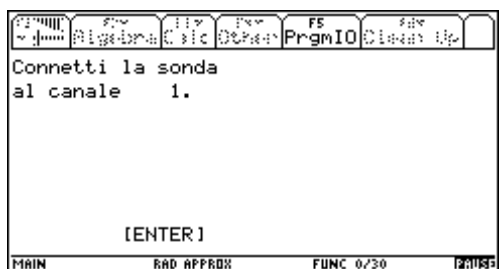 F5
Algebra Calc Other PrgmIO Clean Up
Connetti la sonda
al canale 1.
[ENTER]
MAIN RAD APPROX FUNC 0/30 PAUSE